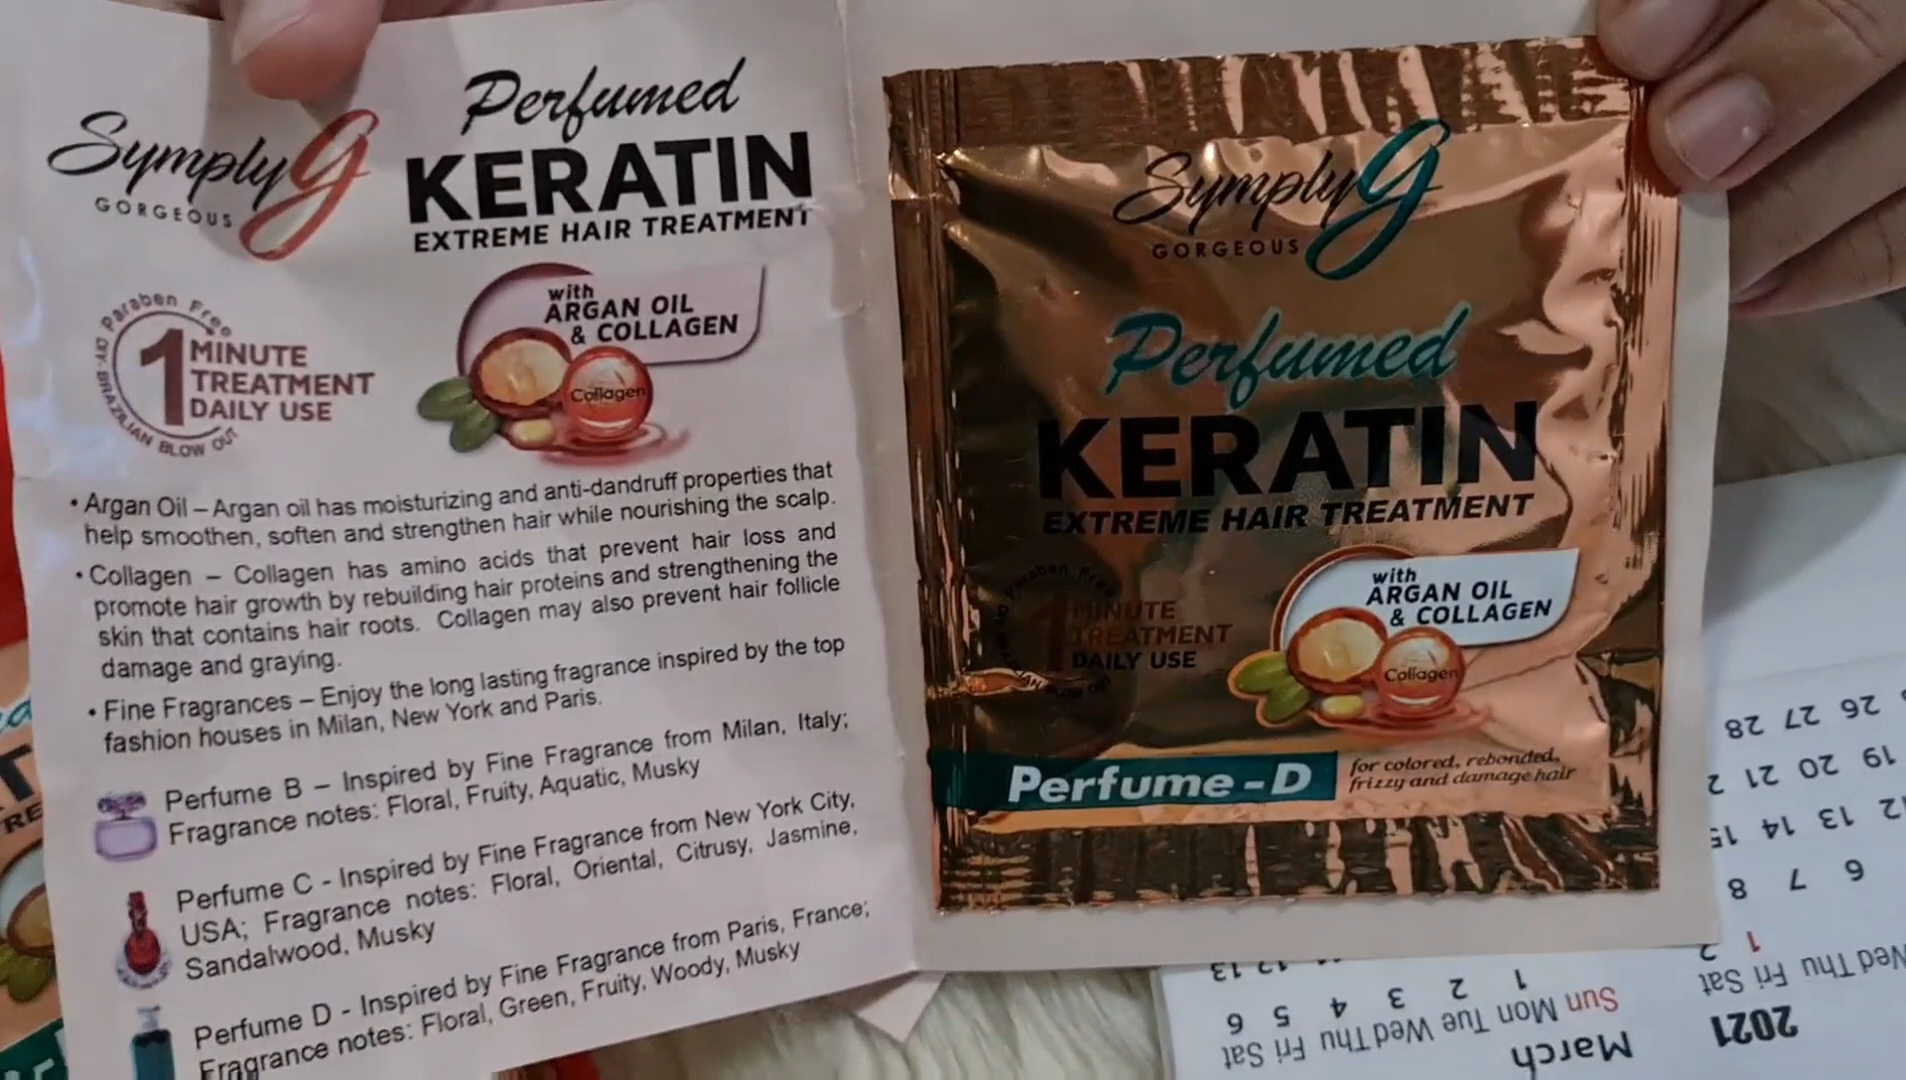 SymplyG
GORGEOUS
Perfumed
KERATIN
EXTREME HAIR TREATMENT
Paraben Free
DIY-BRAZILIAN BLOW OUT
1 MINUTE
TREATMENT
DAILY USE
with
ARGAN OIL
& COLLAGEN
Collagen
• Argan Oil – Argan oil has moisturizing and anti-dandruff properties that
help smoothen, soften and strengthen hair while nourishing the scalp.
• Collagen – Collagen has amino acids that prevent hair loss and
promote hair growth by rebuilding hair proteins and strengthening the
skin that contains hair roots. Collagen may also prevent hair follicle
damage and graying.
• Fine Fragrances – Enjoy the long lasting fragrance inspired by the top
fashion houses in Milan, New York and Paris.
Perfume B – Inspired by Fine Fragrance from Milan, Italy;
Fragrance notes: Floral, Fruity, Aquatic, Musky
Perfume C - Inspired by Fine Fragrance from New York City,
USA; Fragrance notes: Floral, Oriental, Citrusy, Jasmine,
Sandalwood, Musky
Perfume D - Inspired by Fine Fragrance from Paris, France;
Fragrance notes: Floral, Green, Fruity, Woody, Musky
SymplyG
GORGEOUS
Perfumed
KERATIN
EXTREME HAIR TREATMENT
Paraben Free
1 MINUTE
TREATMENT
DAILY USE
with
ARGAN OIL
& COLLAGEN
Collagen
Perfume - D
for colored, rebonded,
frizzy and damage hair
March
Sun Mon Tue Wed Thu Fri Sat
1 2 3 4 5 6
12 13
2021
Wed Thu Fri Sat
1 2
6 7 8
12 13 14 15
19 20 21
26 27 28